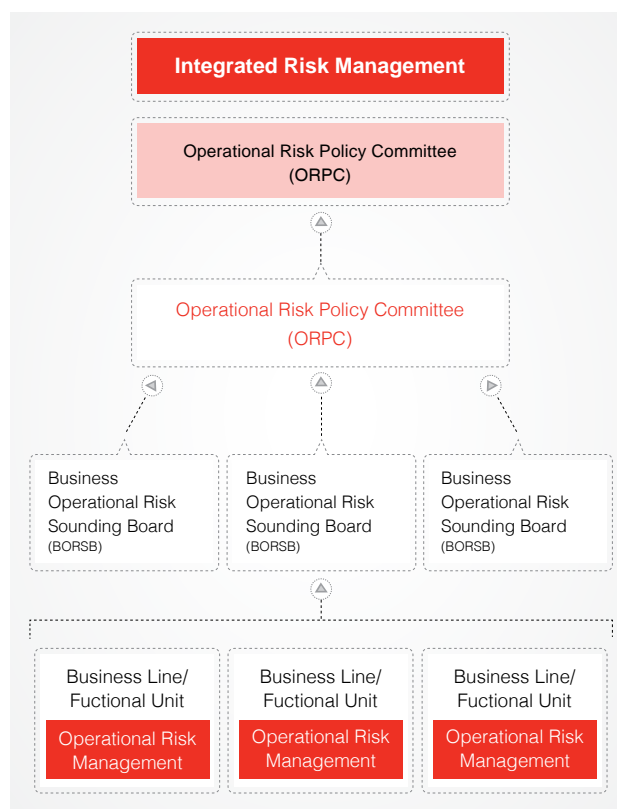 Integrated Risk Management
Operational Risk Policy Committee
(ORPC)
Operational Risk Policy Committee
(ORPC)
Business
Operational Risk
Sounding Board
(BORSB)
Business
Operational Risk
Sounding Board
(BORSB)
Business
Operational Risk
Sounding Board
(BORSB)
Business Line/
Fuctional Unit
Operational Risk
Management
Business Line/
Fuctional Unit
Operational Risk
Management
Business Line/
Fuctional Unit
Operational Risk
Management